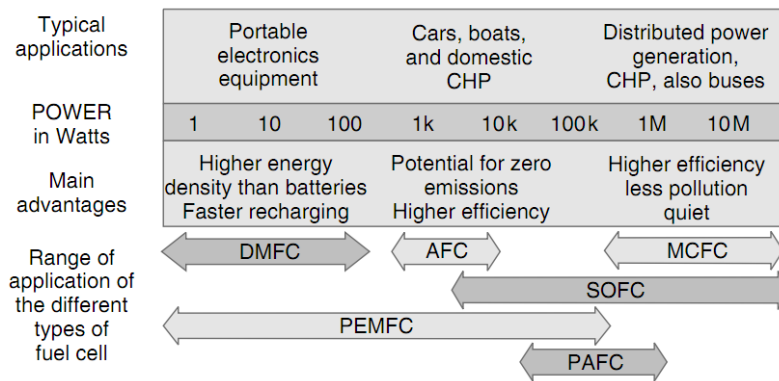 Typical
applications
Portable
electronics
equipment
Cars, boats,
and domestic
CHP
Distributed power
generation,
CHP, also buses
POWER
in Watts
1 10 100 1k 10k 100k 1M 10M
Main
advantages
Higher energy
density than batteries
Faster recharging
Potential for zero
emissions
Higher efficiency
Higher efficiency
less pollution
quiet
Range of
application of
the different
types of
fuel cell
DMFC AFC MCFC
SOFC
PEMFC
PAFC